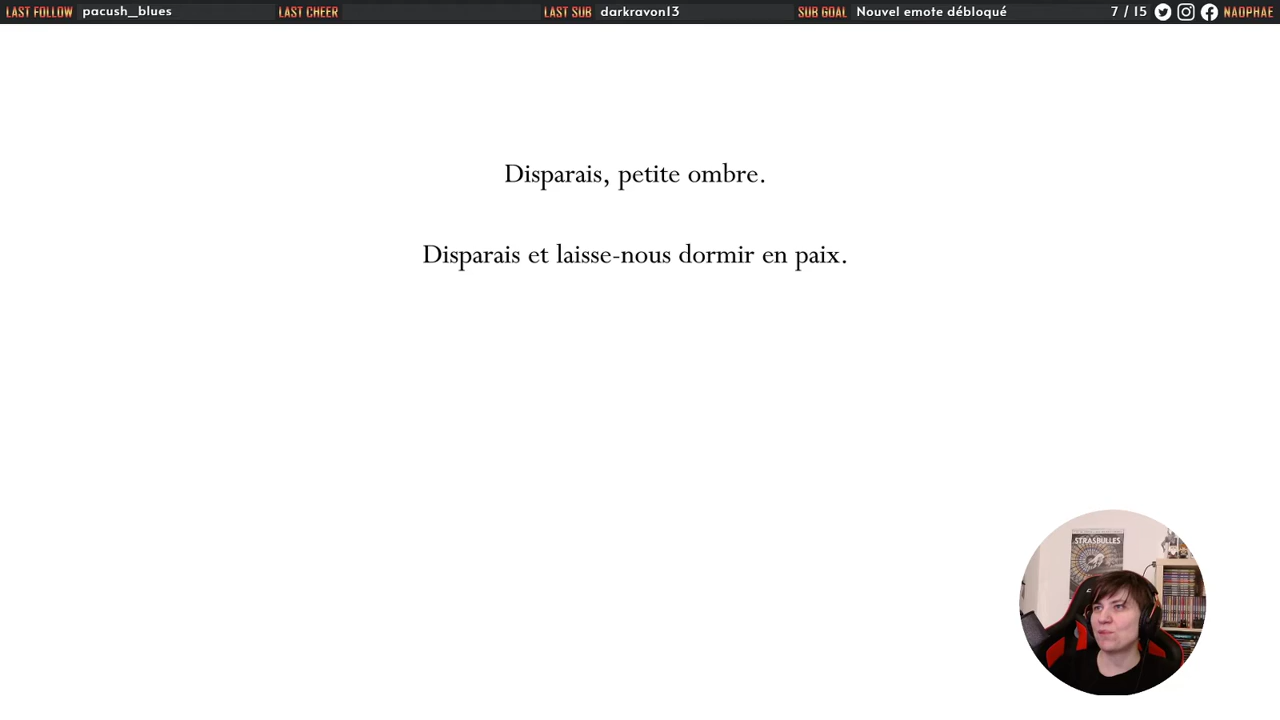 LAST FOLLOW pacush_blues LAST CHEER LAST SUB darkravon13 SUB GOAL Nouvel emote débloqué 7 / 15 NAOPHAE
Disparais, petite ombre.
Disparais et laisse-nous dormir en paix.
STRASBULLES